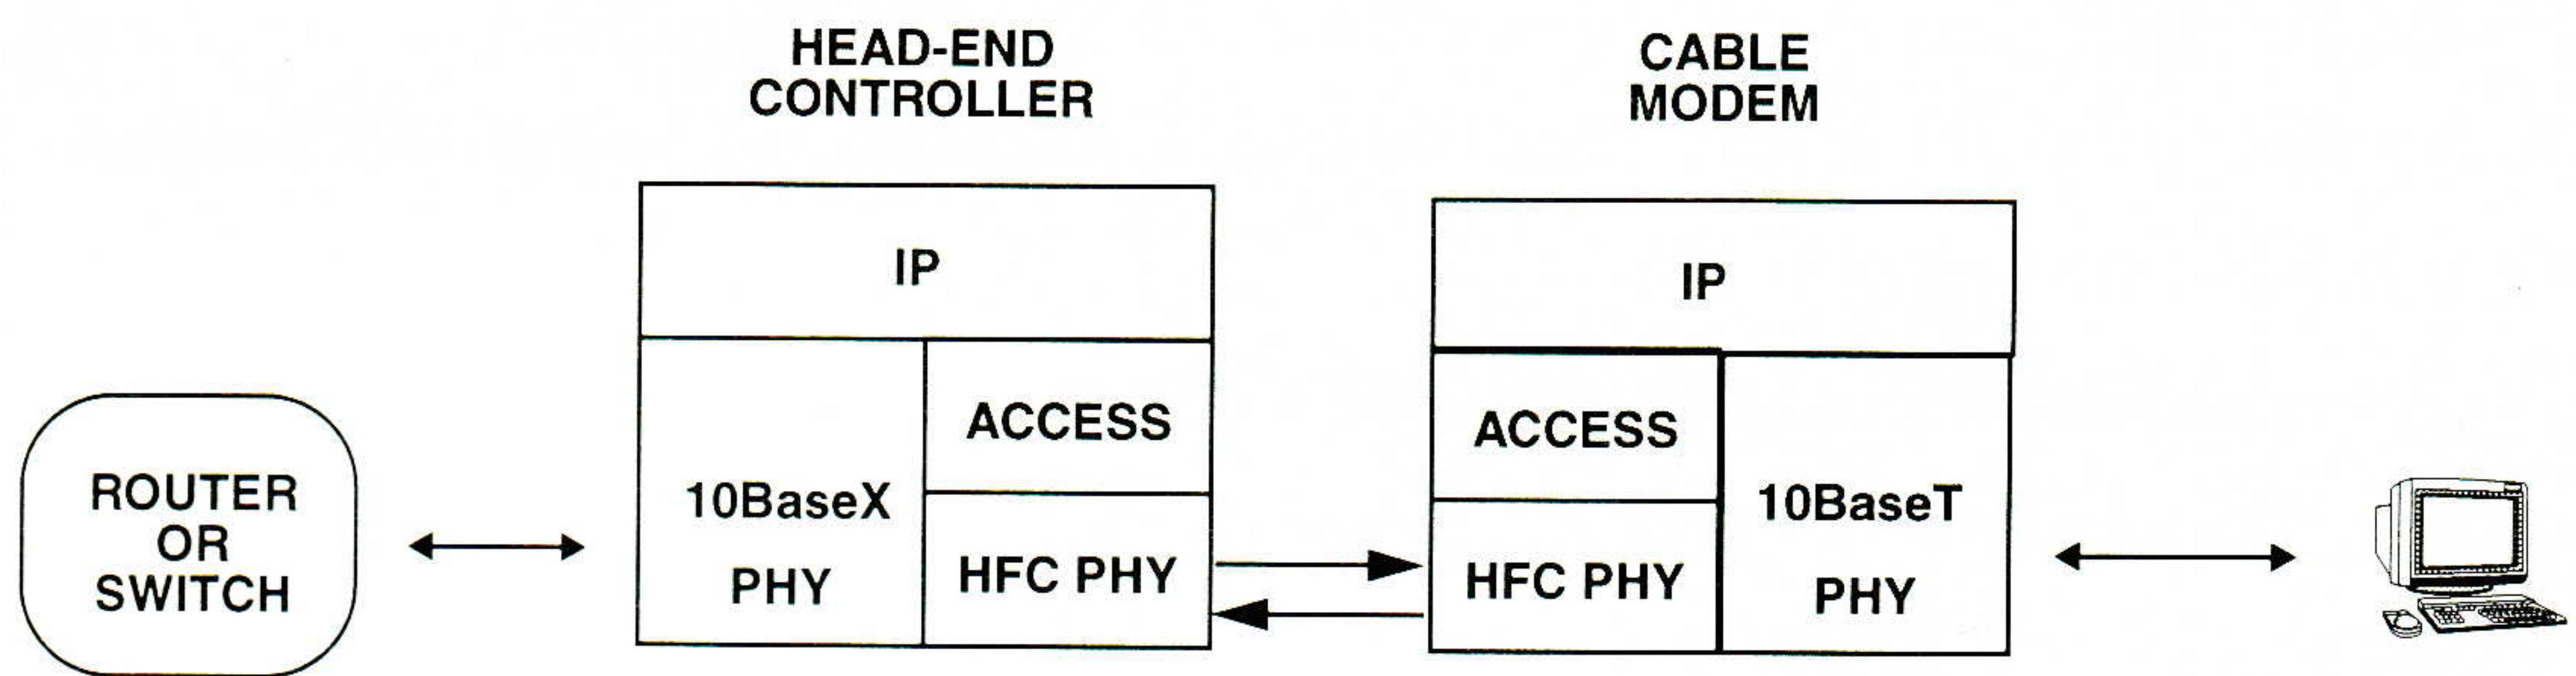 HEAD-END
CONTROLLER
CABLE
MODEM
IP
10BaseX
PHY
ACCESS
HFC PHY
IP
ACCESS
HFC PHY
10BaseT
PHY
ROUTER
OR
SWITCH